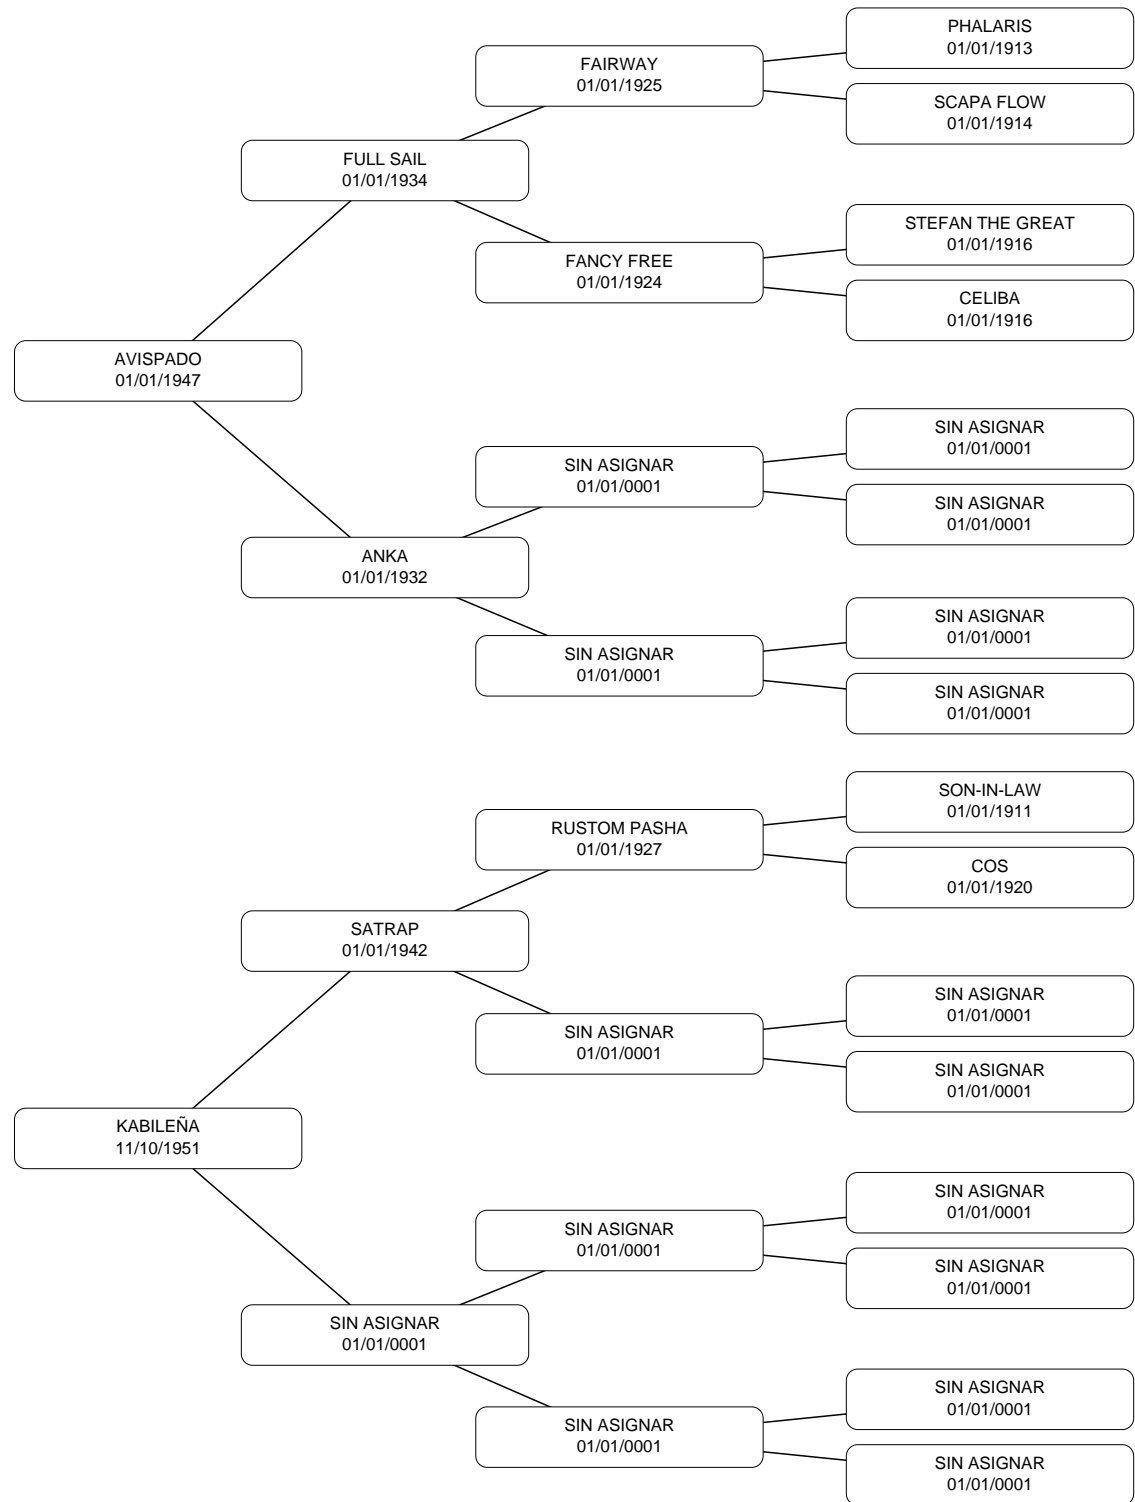 PHALARIS
01/01/1913
FAIRWAY
01/01/1925
SCAPA FLOW
01/01/1914
FULL SAIL
01/01/1934
STEFAN THE GREAT
01/01/1916
FANCY FREE
01/01/1924
CELIBA
01/01/1916
AVISPADO
01/01/1947
SIN ASIGNAR
01/01/0001
SIN ASIGNAR
01/01/0001
SIN ASIGNAR
01/01/0001
ANKA
01/01/1932
SIN ASIGNAR
01/01/0001
SIN ASIGNAR
01/01/0001
SIN ASIGNAR
01/01/0001
SON-IN-LAW
01/01/1911
RUSTOM PASHA
01/01/1927
COS
01/01/1920
SATRAP
01/01/1942
SIN ASIGNAR
01/01/0001
SIN ASIGNAR
01/01/0001
SIN ASIGNAR
01/01/0001
KABILEÑA
11/10/1951
SIN ASIGNAR
01/01/0001
SIN ASIGNAR
01/01/0001
SIN ASIGNAR
01/01/0001
SIN ASIGNAR
01/01/0001
SIN ASIGNAR
01/01/0001
SIN ASIGNAR
01/01/0001
SIN ASIGNAR
01/01/0001